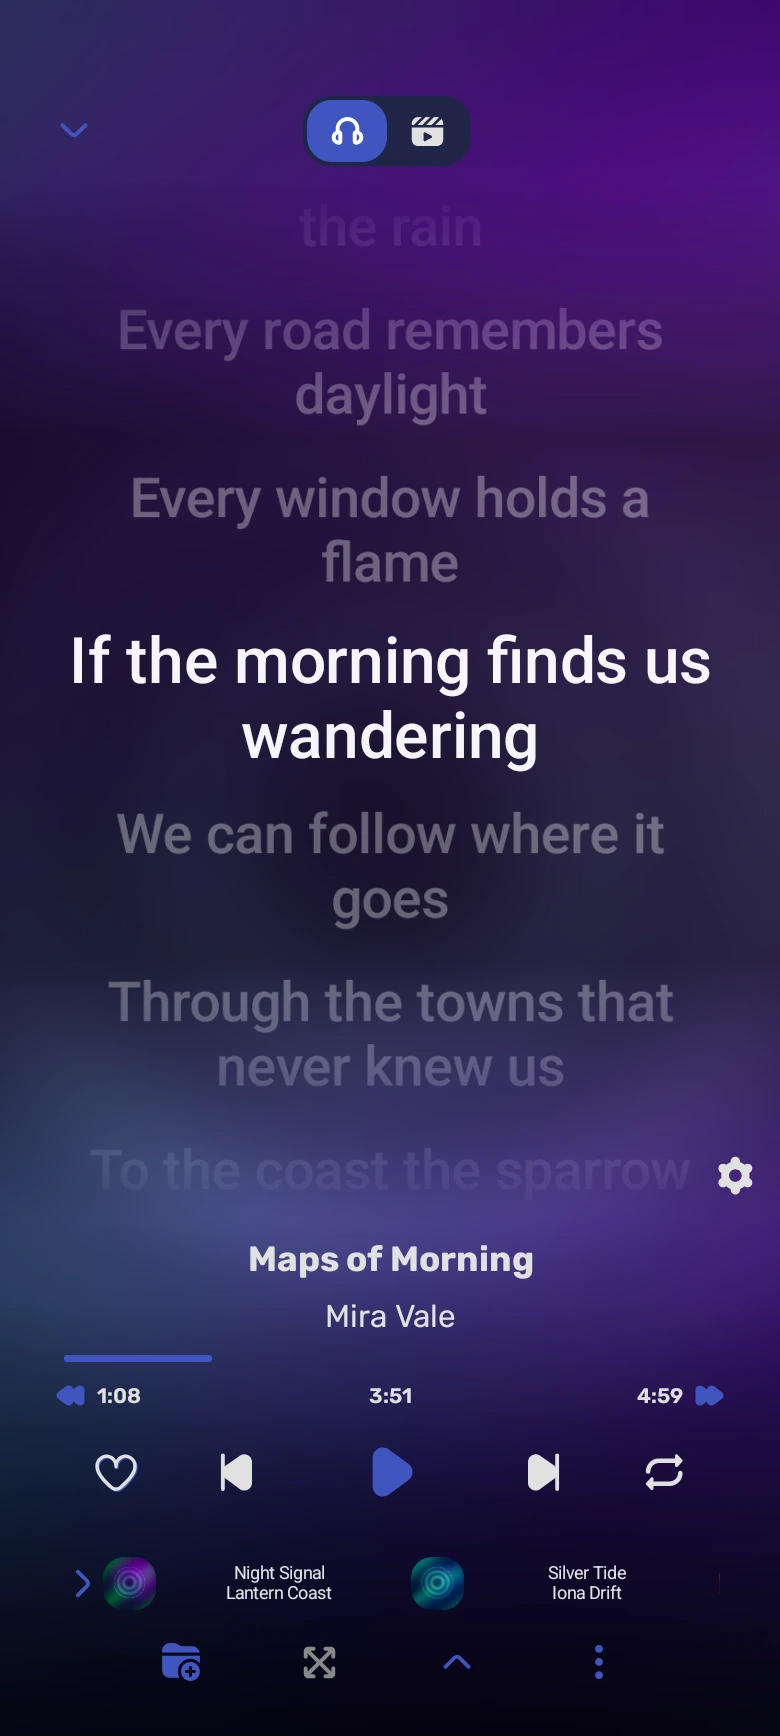 the rain
Every road remembers
daylight
Every window holds a
flame
If the morning finds us
wandering
We can follow where it
goes
Through the towns that
never knew us
To the coast the sparrow
Maps of Morning
Mira Vale
1:08 3:51 4:59
Night Signal
Lantern Coast
Silver Tide
Iona Drift